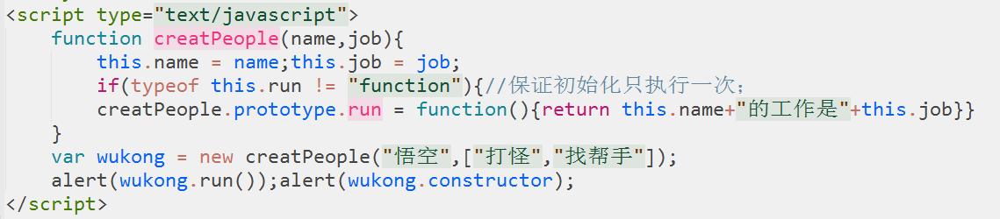 <script type="text/javascript">
    function creatPeople(name,job){
        this.name = name;this.job = job;
        if(typeof this.run != "function"){//保证初始化只执行一次;
        creatPeople.prototype.run = function(){return this.name+"的工作是"+this.job}}
    }
    var wukong = new creatPeople("悟空",["打怪","找帮手"]);
    alert(wukong.run());alert(wukong.constructor);
</script>